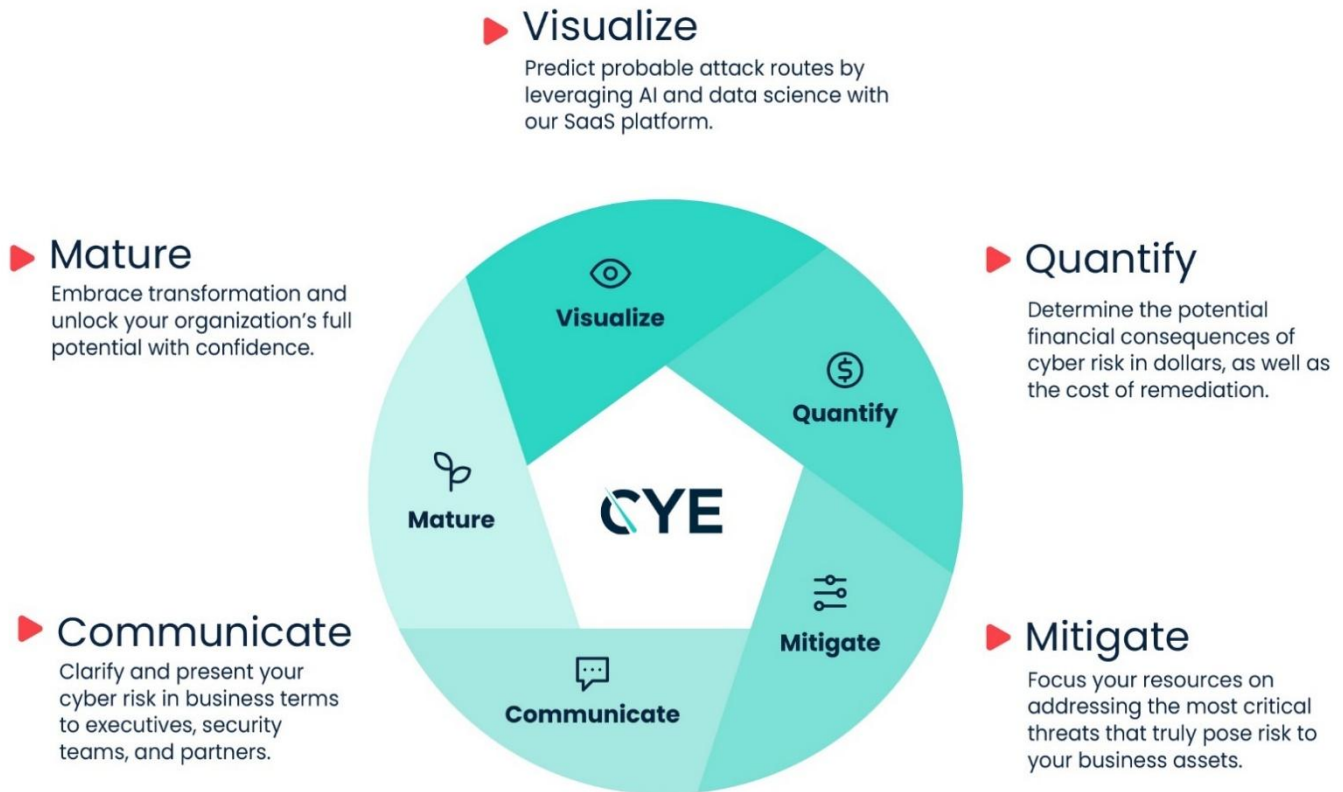 Visualize
Predict probable attack routes by
leveraging AI and data science with
our SaaS platform.
Mature
Embrace transformation and
unlock your organization’s full
potential with confidence.
Quantify
Determine the potential
financial consequences of
cyber risk in dollars, as well as
the cost of remediation.
Visualize
Quantify
Mature
CYE
Mitigate
Communicate
Communicate
Clarify and present your
cyber risk in business terms
to executives, security
teams, and partners.
Mitigate
Focus your resources on
addressing the most critical
threats that truly pose risk to
your business assets.